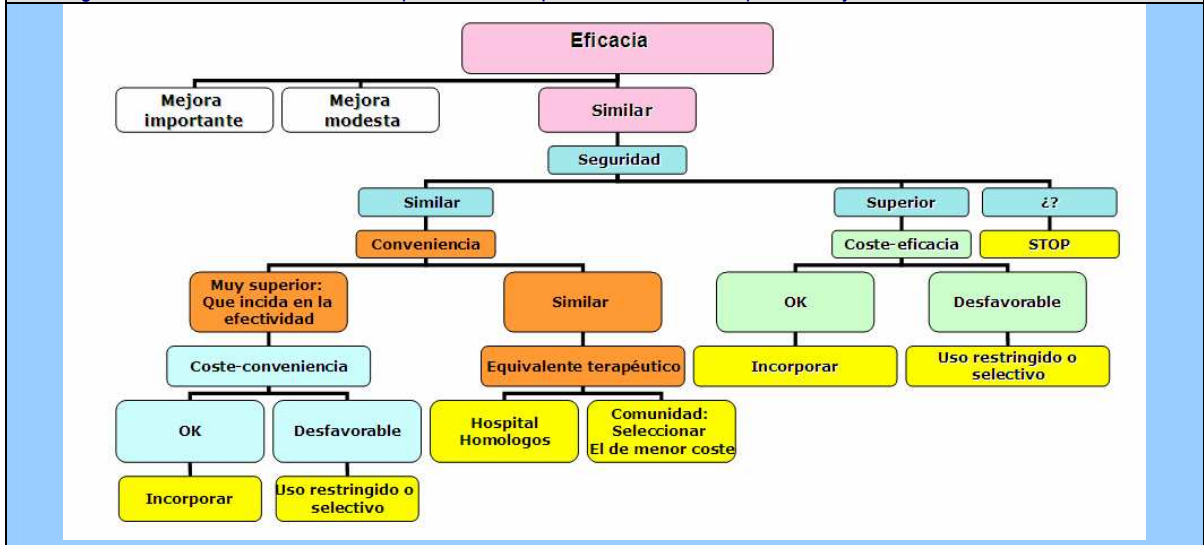 Eficacia
Mejora
importante
Mejora
modesta
Similar
Seguridad
Similar
Superior
¿?
Conveniencia
Coste-eficacia
STOP
Muy superior:
Que incida en la
efectividad
Similar
OK
Desfavorable
Coste-conveniencia
Equivalente terapéutico
Incorporar
Uso restringido o
selectivo
OK
Desfavorable
Hospital
Homologos
Comunidad:
Seleccionar
El de menor coste
Incorporar
Uso restringido o
selectivo